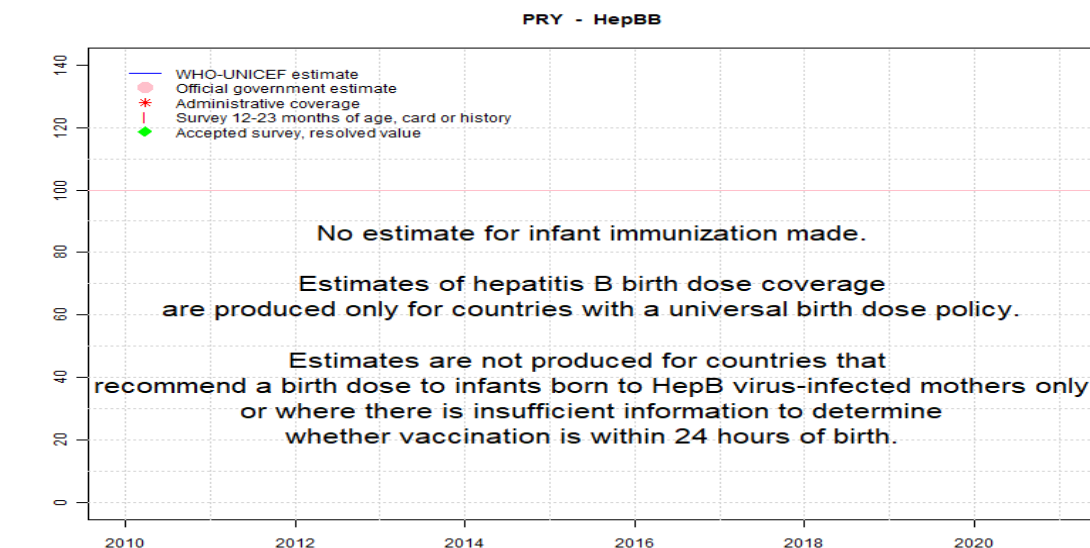 PRY - HepBB
WHO-UNICEF estimate
Official government estimate
Administrative coverage
Survey 12-23 months of age, card or history
Accepted survey, resolved value
140
120
100
80
60
40
20
0
No estimate for infant immunization made.
Estimates of hepatitis B birth dose coverage
are produced only for countries with a universal birth dose policy.
Estimates are not produced for countries that
recommend a birth dose to infants born to HepB virus-infected mothers only
or where there is insufficient information to determine
whether vaccination is within 24 hours of birth.
2010 2012 2014 2016 2018 2020